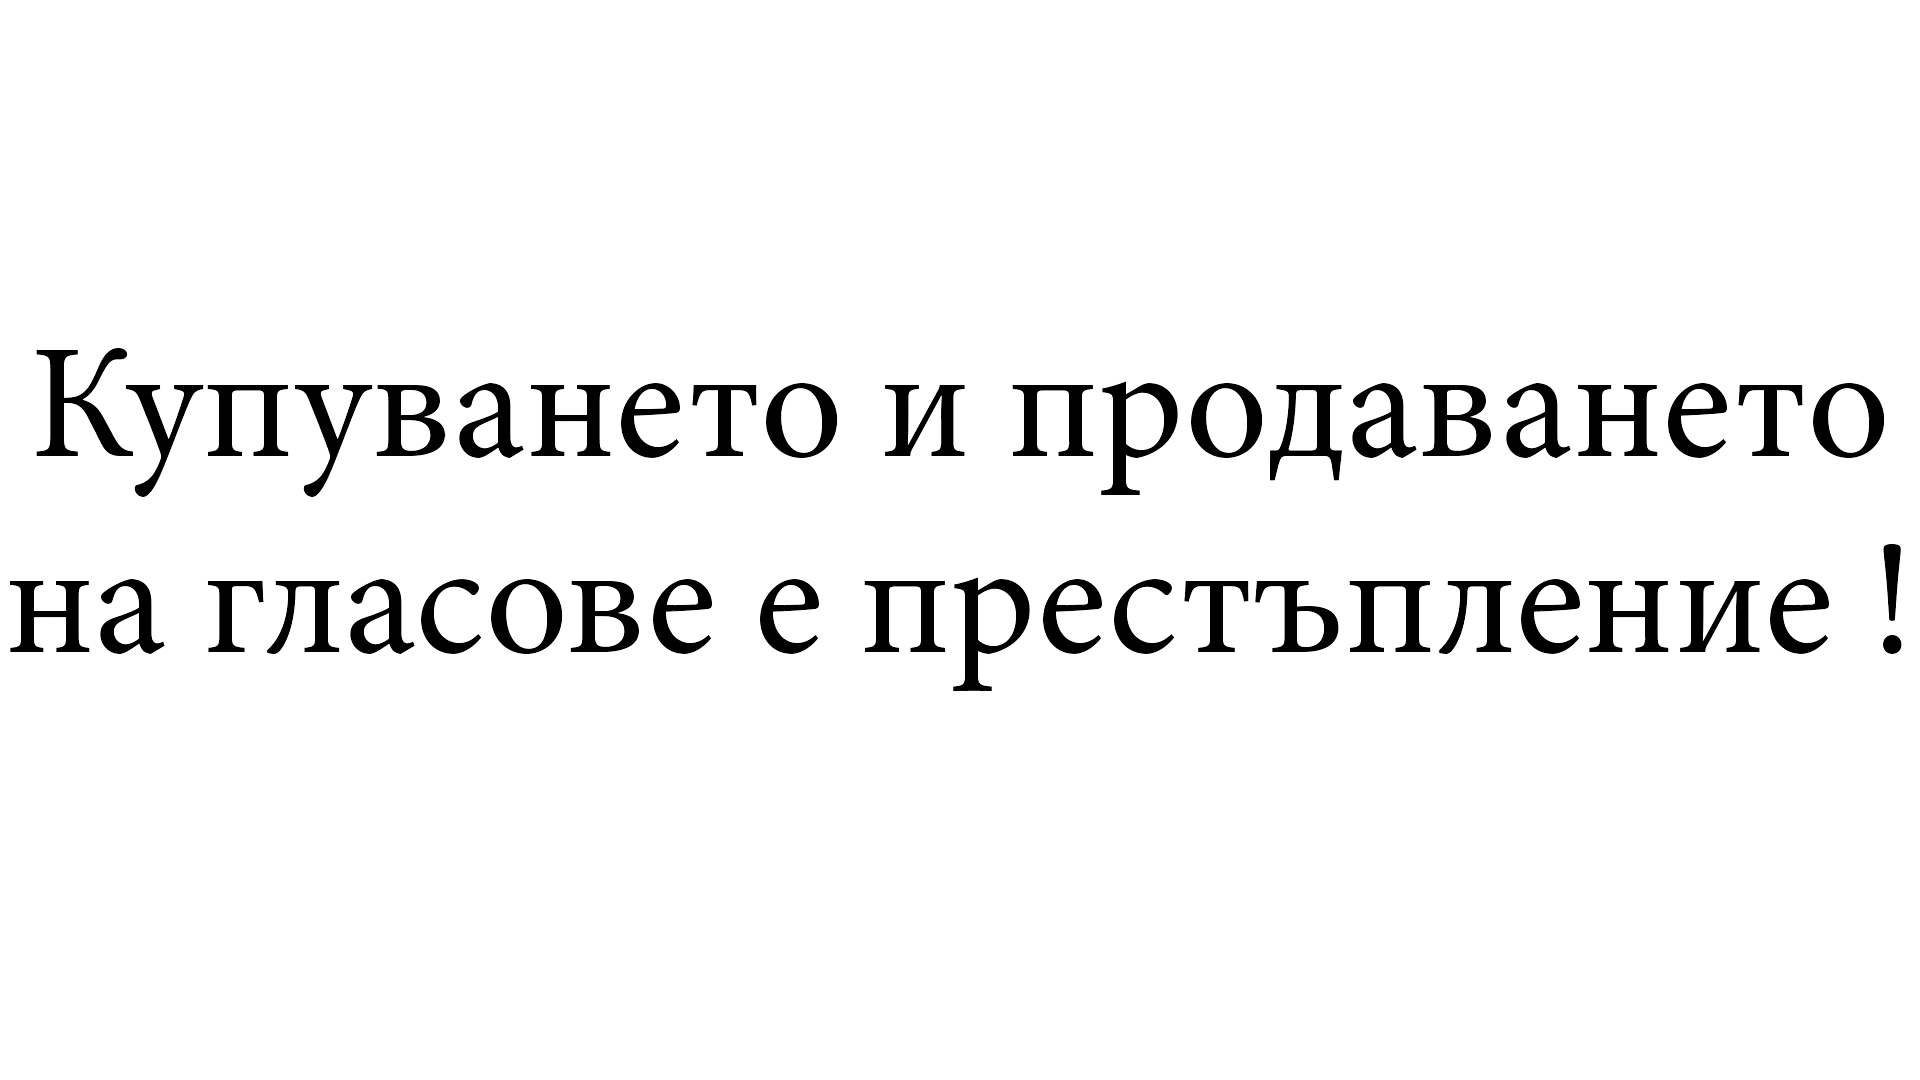 Купуването и продаването
на гласове е престъпление !